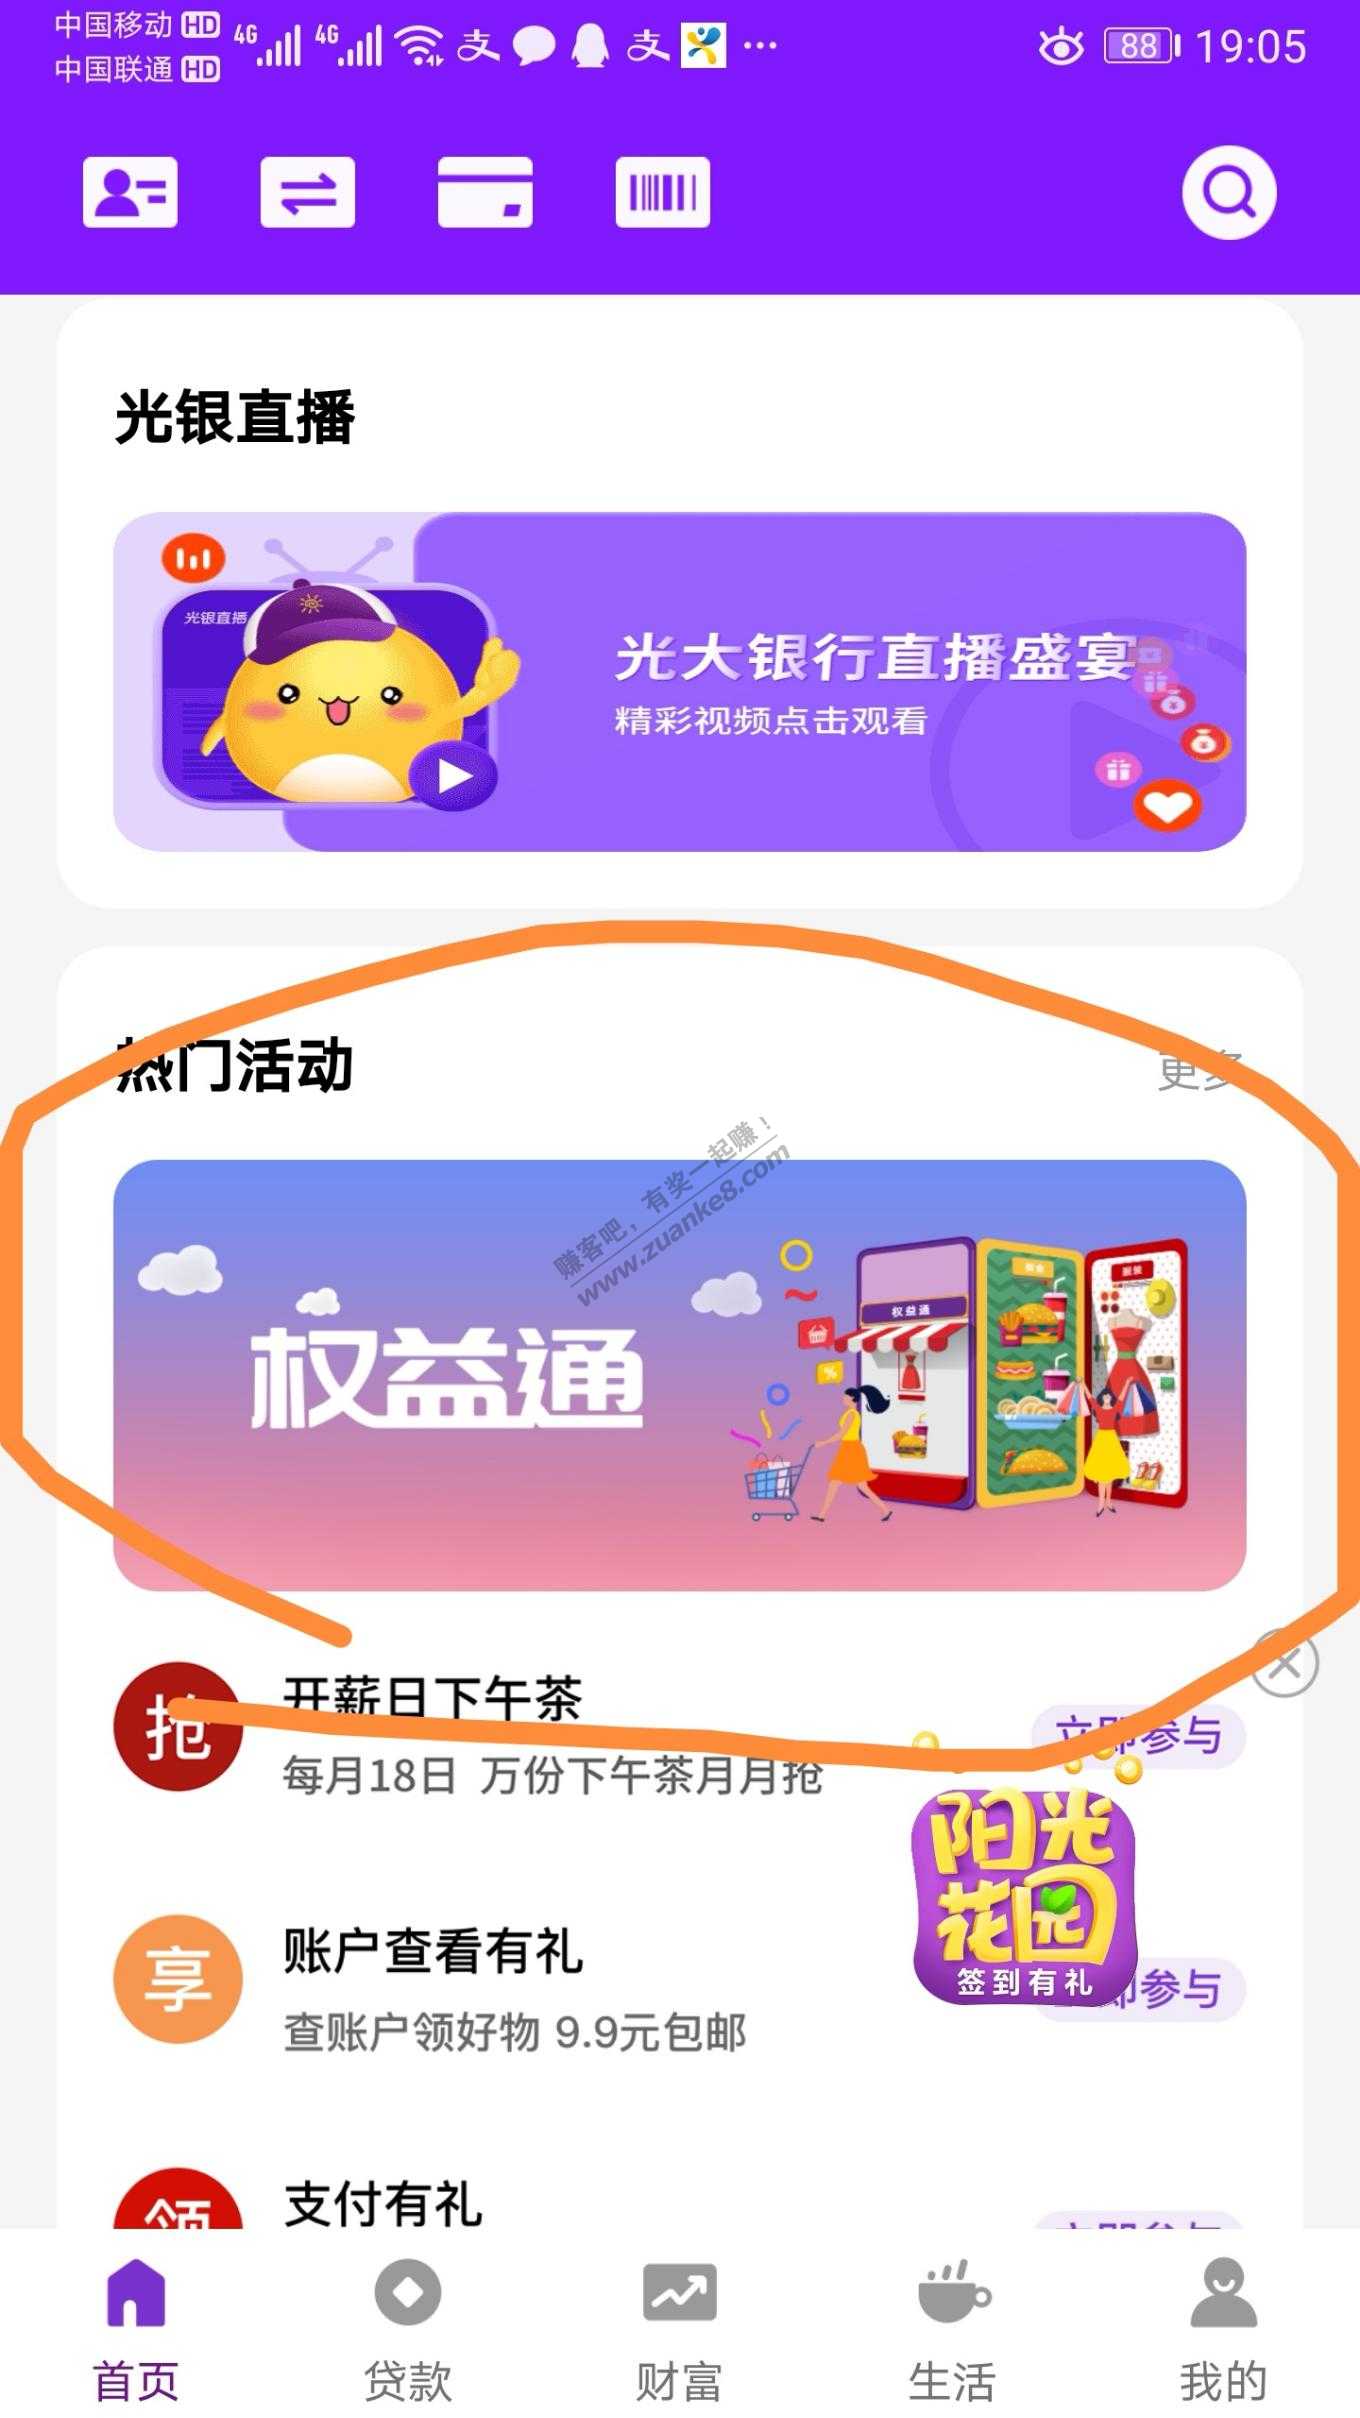 中国移动 HD 4G 4G 支 支 88 19:05
中国联通 HD
光银直播
光银直播
光大银行直播盛宴
精彩视频点击观看
热门活动
更多
赚客吧，有奖一起赚！
www.zuanke8.com
权益通
权益通
抢
开薪日下午茶
立即参与
每月18日 万份下午茶月月抢
阳光
花园
签到有礼
享
账户查看有礼
立即参与
查账户领好物 9.9元包邮
领
支付有礼
立即参与
首页
贷款
财富
生活
我的